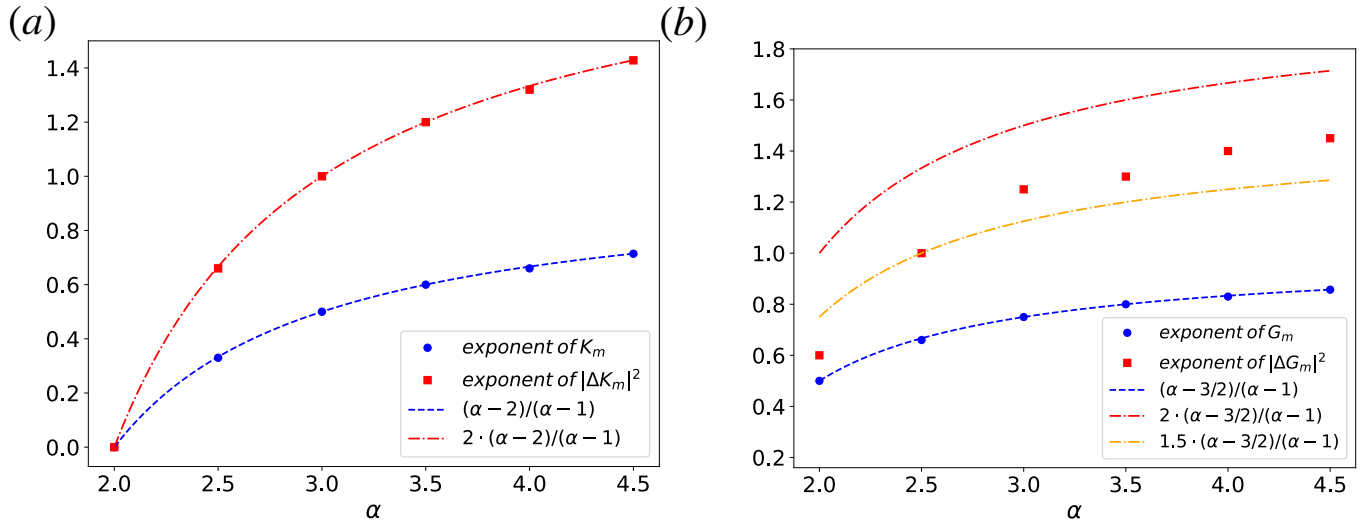 (a)
1.4
1.2
1.0
0.8
0.6
0.4
0.2
0.0
2.0 2.5 3.0 3.5 4.0 4.5
α
exponent of K_m
exponent of |ΔK_m|²
(α − 2)/(α − 1)
2 · (α − 2)/(α − 1)
(b)
1.8
1.6
1.4
1.2
1.0
0.8
0.6
0.4
0.2
2.0 2.5 3.0 3.5 4.0 4.5
α
exponent of G_m
exponent of |ΔG_m|²
(α − 3/2)/(α − 1)
2 · (α − 3/2)/(α − 1)
1.5 · (α − 3/2)/(α − 1)